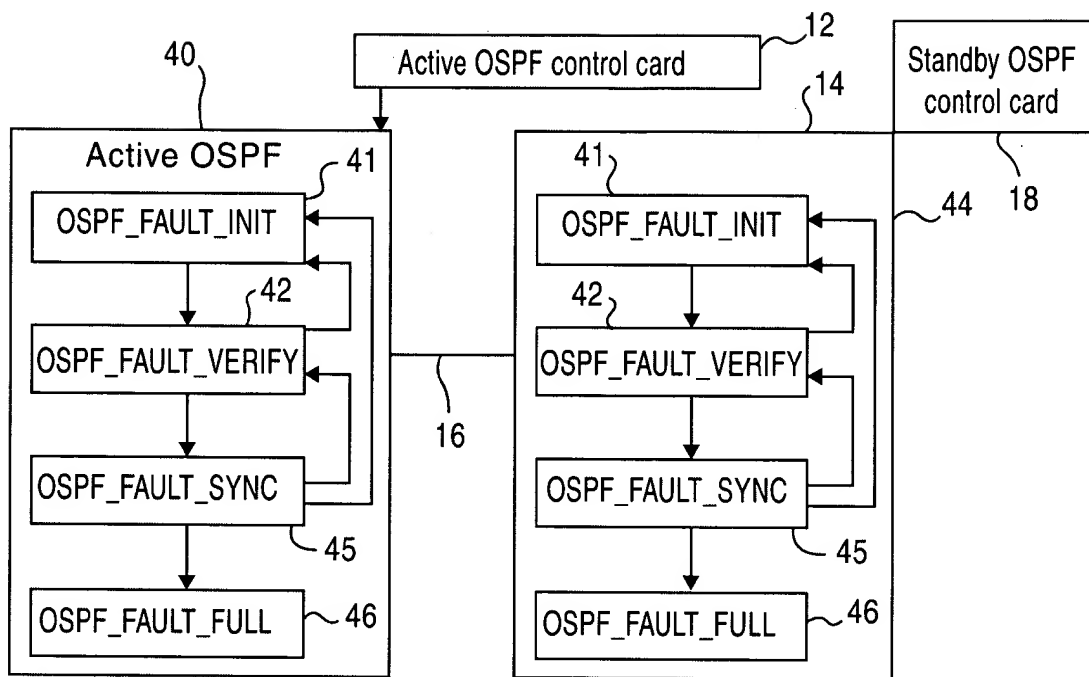 12
40
Active OSPF control card
Standby OSPF
control card
14
18
44
Active OSPF
41
OSPF_FAULT_INIT
42
OSPF_FAULT_VERIFY
OSPF_FAULT_SYNC
45
OSPF_FAULT_FULL
46
16
41
OSPF_FAULT_INIT
42
OSPF_FAULT_VERIFY
OSPF_FAULT_SYNC
45
OSPF_FAULT_FULL
46